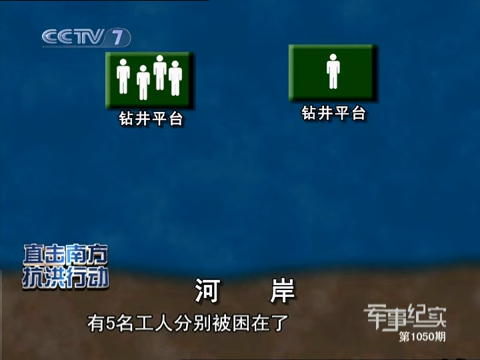 CCTV 7
钻井平台
钻井平台
直击南方
抗洪行动
河 岸
有5名工人分别被困在了
军事纪实
第1050期